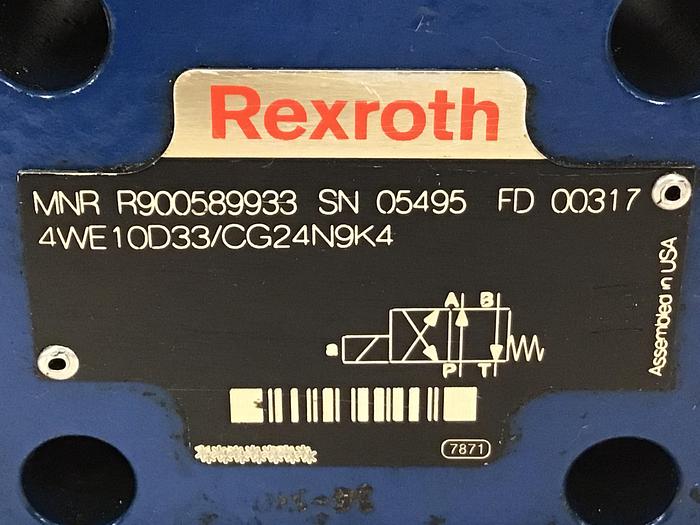 Rexroth
MNR R900589933 SN 05495 FD 00317
4WE10D33/CG24N9K4
Assembled in USA
A B
a
P T
7871